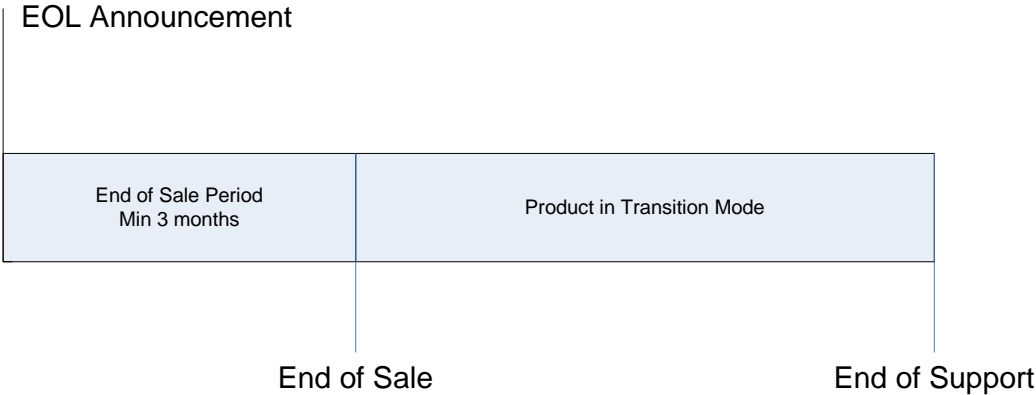 EOL Announcement
End of Sale Period
Min 3 months
Product in Transition Mode
End of Sale
End of Support